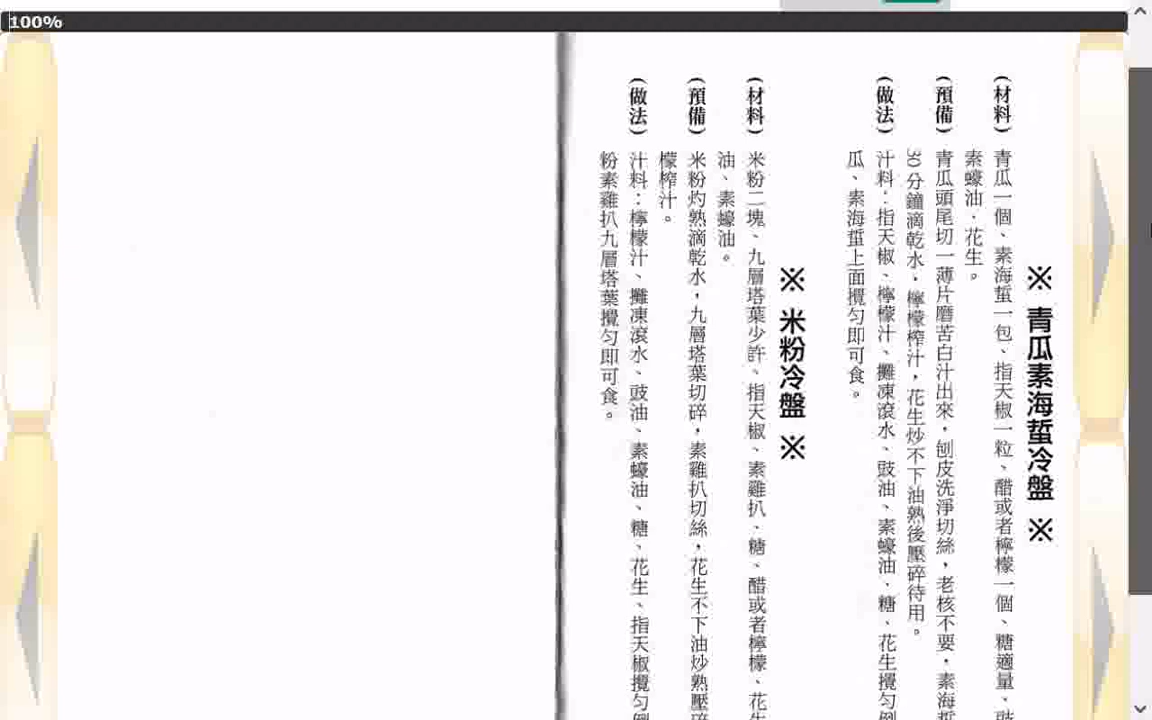 100%
※ 青瓜素海蜇冷盤 ※
(材料) 青瓜一個、素海蜇一包、指天椒一粒、醋或者檸檬一個、糖適量、豉
素蠔油．花生。
(預備) 青瓜頭尾切一薄片磨苦白汁出來，刨皮洗淨切絲，老核不要，素海蜇
30分鐘滴乾水，檸檬榨汁，花生炒不下油熟後壓碎待用。
(做法) 汁料：指天椒、檸檬汁、攤凍滾水、豉油、素蠔油．糖、花生攪勻倒
瓜、素海蜇上面攪勻即可食。
※ 米粉冷盤 ※
(材料) 米粉二塊、九層塔葉少許、指天椒、素雞扒、糖、醋或者檸檬、花生
油、素蠔油。
(預備) 米粉灼熟滴乾水，九層塔葉切碎，素雞扒切絲，花生不下油炒熟壓碎
檬榨汁。
(做法) 汁料：檸檬汁、攤凍滾水、豉油、素蠔油、糖、花生、指天椒攪勻倒
粉素雞扒九層塔葉攪勻即可食。